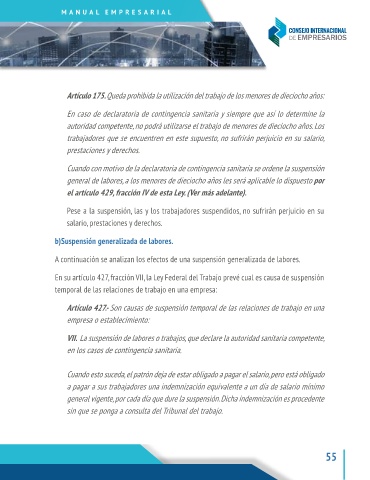 MANUAL EMPRESARIAL
CONSEJO INTERNACIONAL
DE EMPRESARIOS
Artículo 175. Queda prohibida la utilización del trabajo de los menores de dieciocho años:
En caso de declaratoria de contingencia sanitaria y siempre que así lo determine la
autoridad competente, no podrá utilizarse el trabajo de menores de dieciocho años. Los
trabajadores que se encuentren en este supuesto, no sufrirán perjuicio en su salario,
prestaciones y derechos.
Cuando con motivo de la declaratoria de contingencia sanitaria se ordene la suspensión
general de labores, a los menores de dieciocho años les será aplicable lo dispuesto por
el artículo 429, fracción IV de esta Ley. (Ver más adelante).
Pese a la suspensión, las y los trabajadores suspendidos, no sufrirán perjuicio en su
salario, prestaciones y derechos.
b)Suspensión generalizada de labores.
A continuación se analizan los efectos de una suspensión generalizada de labores.
En su artículo 427, fracción VII, la Ley Federal del Trabajo prevé cual es causa de suspensión
temporal de las relaciones de trabajo en una empresa:
Artículo 427.- Son causas de suspensión temporal de las relaciones de trabajo en una
empresa o establecimiento:
VII. La suspensión de labores o trabajos, que declare la autoridad sanitaria competente,
en los casos de contingencia sanitaria.
Cuando esto suceda, el patrón deja de estar obligado a pagar el salario, pero está obligado
a pagar a sus trabajadores una indemnización equivalente a un día de salario mínimo
general vigente, por cada día que dure la suspensión. Dicha indemnización es procedente
sin que se ponga a consulta del Tribunal del trabajo.
55